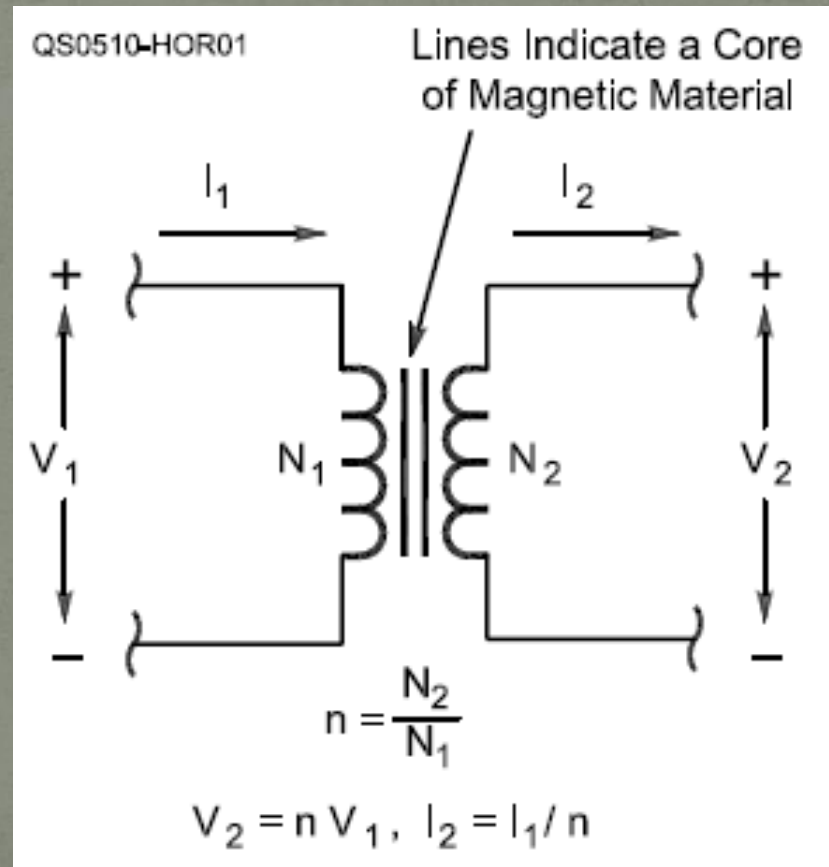 QS0510-HOR01
Lines Indicate a Core
of Magnetic Material
I₁
I₂
+
+
V₁
N₁
N₂
V₂
–
–
n = N₂/N₁
V₂ = n V₁, I₂ = I₁/n